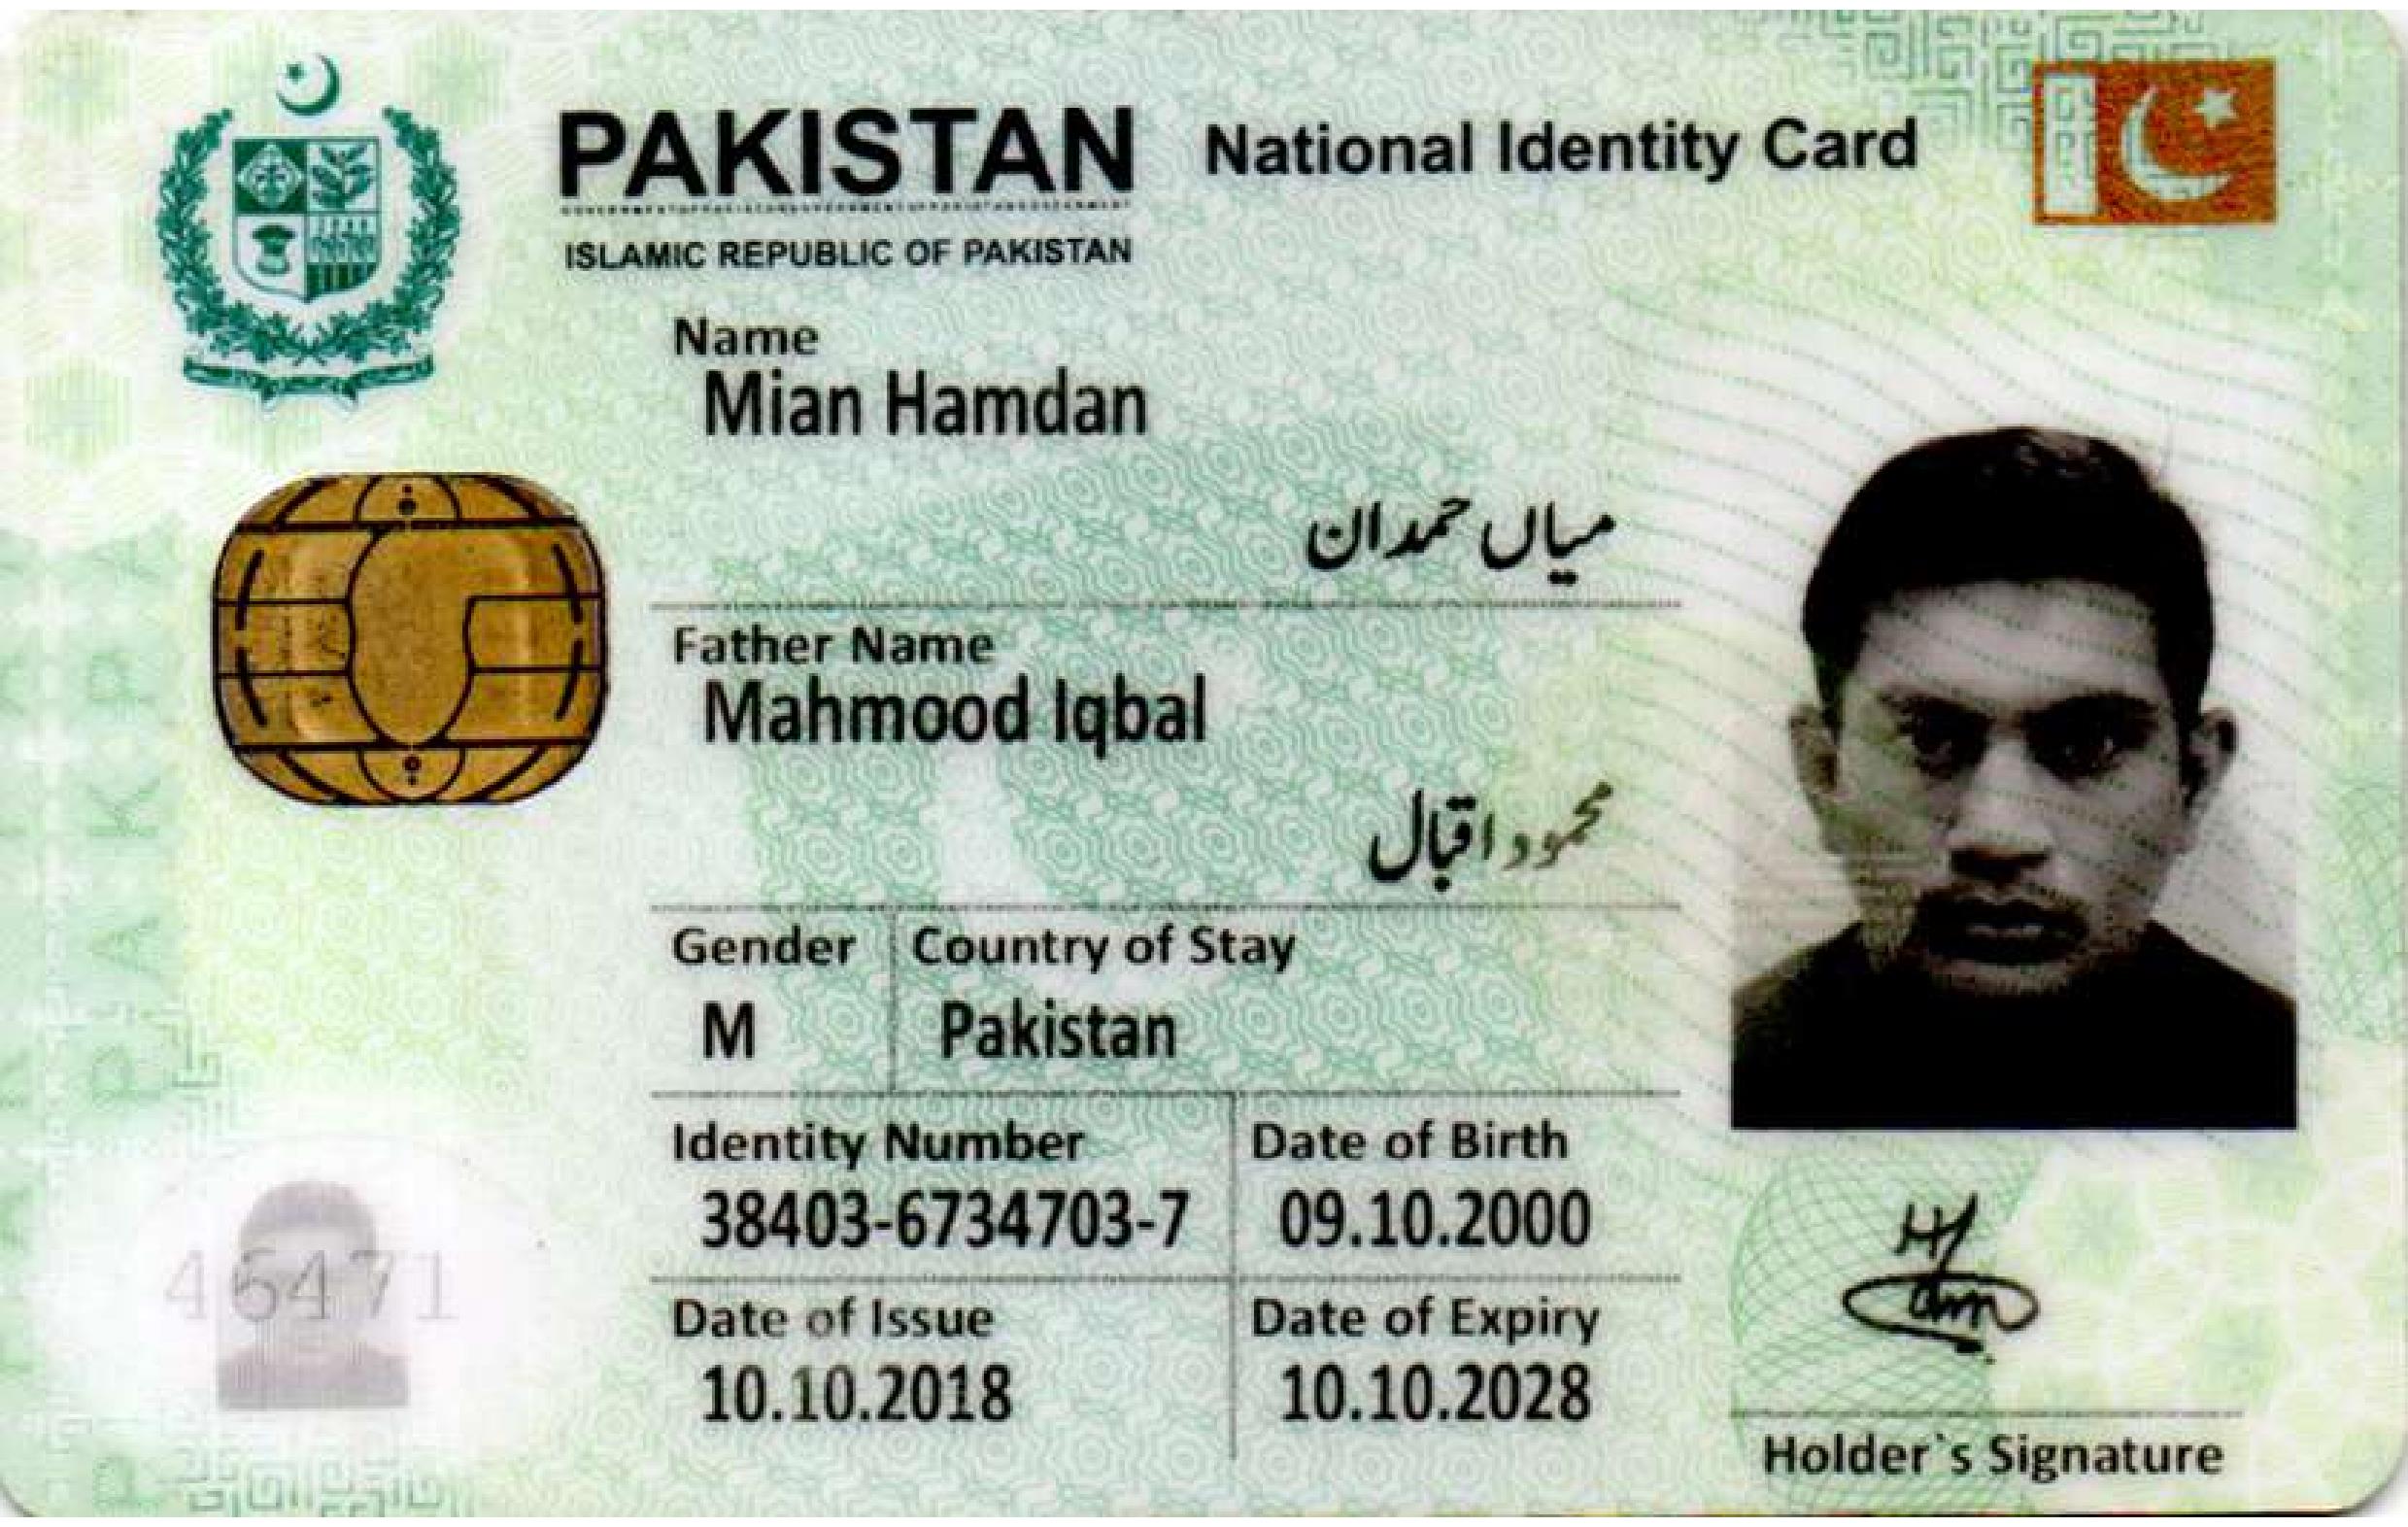 PAKISTAN National Identity Card
ISLAMIC REPUBLIC OF PAKISTAN
Name
Mian Hamdan
میاں حمدان
Father Name
Mahmood Iqbal
محمود اقبال
Gender Country of Stay
M Pakistan
Identity Number Date of Birth
38403-6734703-7 09.10.2000
45471
Date of Issue Date of Expiry
10.10.2018 10.10.2028
Holder`s Signature